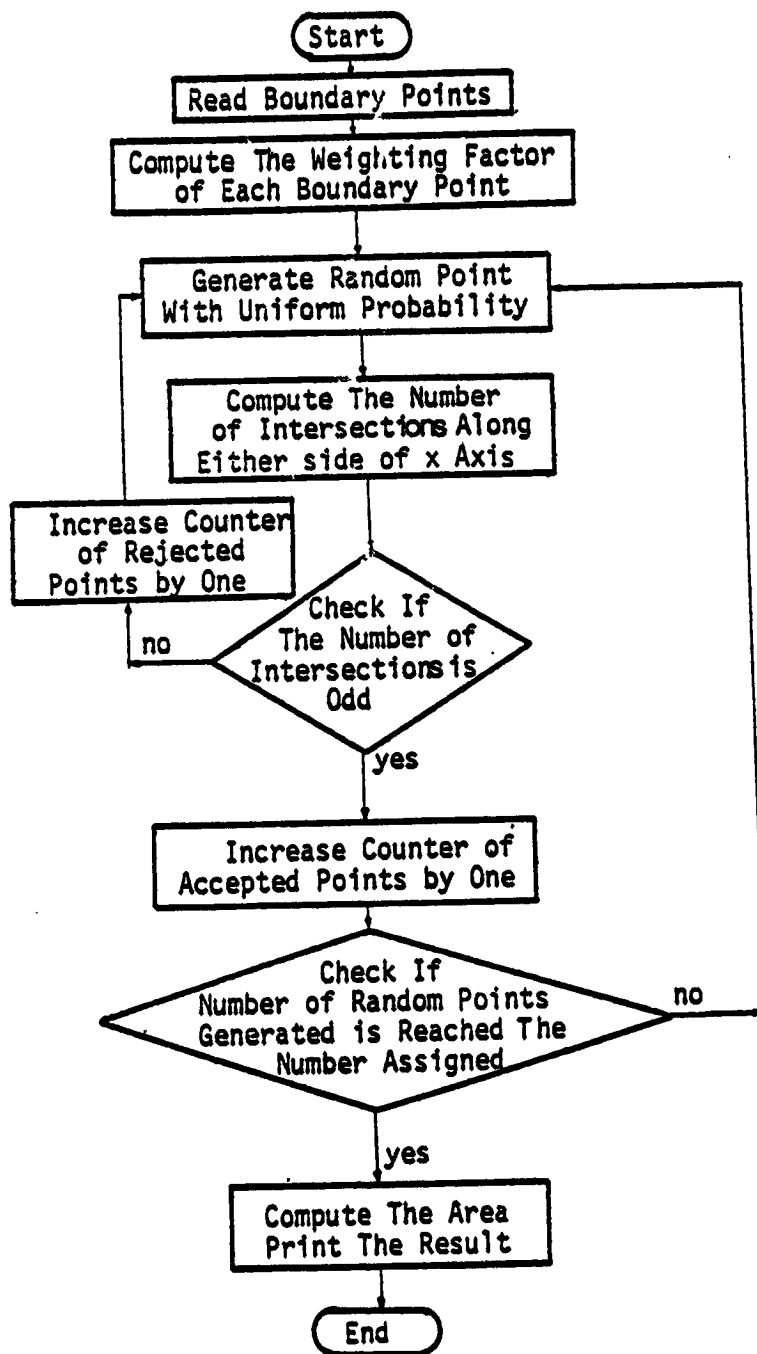 Start
Read Boundary Points
Compute The Weighting Factor
of Each Boundary Point
Generate Random Point
With Uniform Probability
Compute The Number
of Intersections Along
Either side of x Axis
Increase Counter
of Rejected
Points by One
Check If
The Number of
Intersections is
Odd
no
yes
Increase Counter of
Accepted Points by One
Check If
Number of Random Points
Generated is Reached The
Number Assigned
no
yes
Compute The Area
Print The Result
End